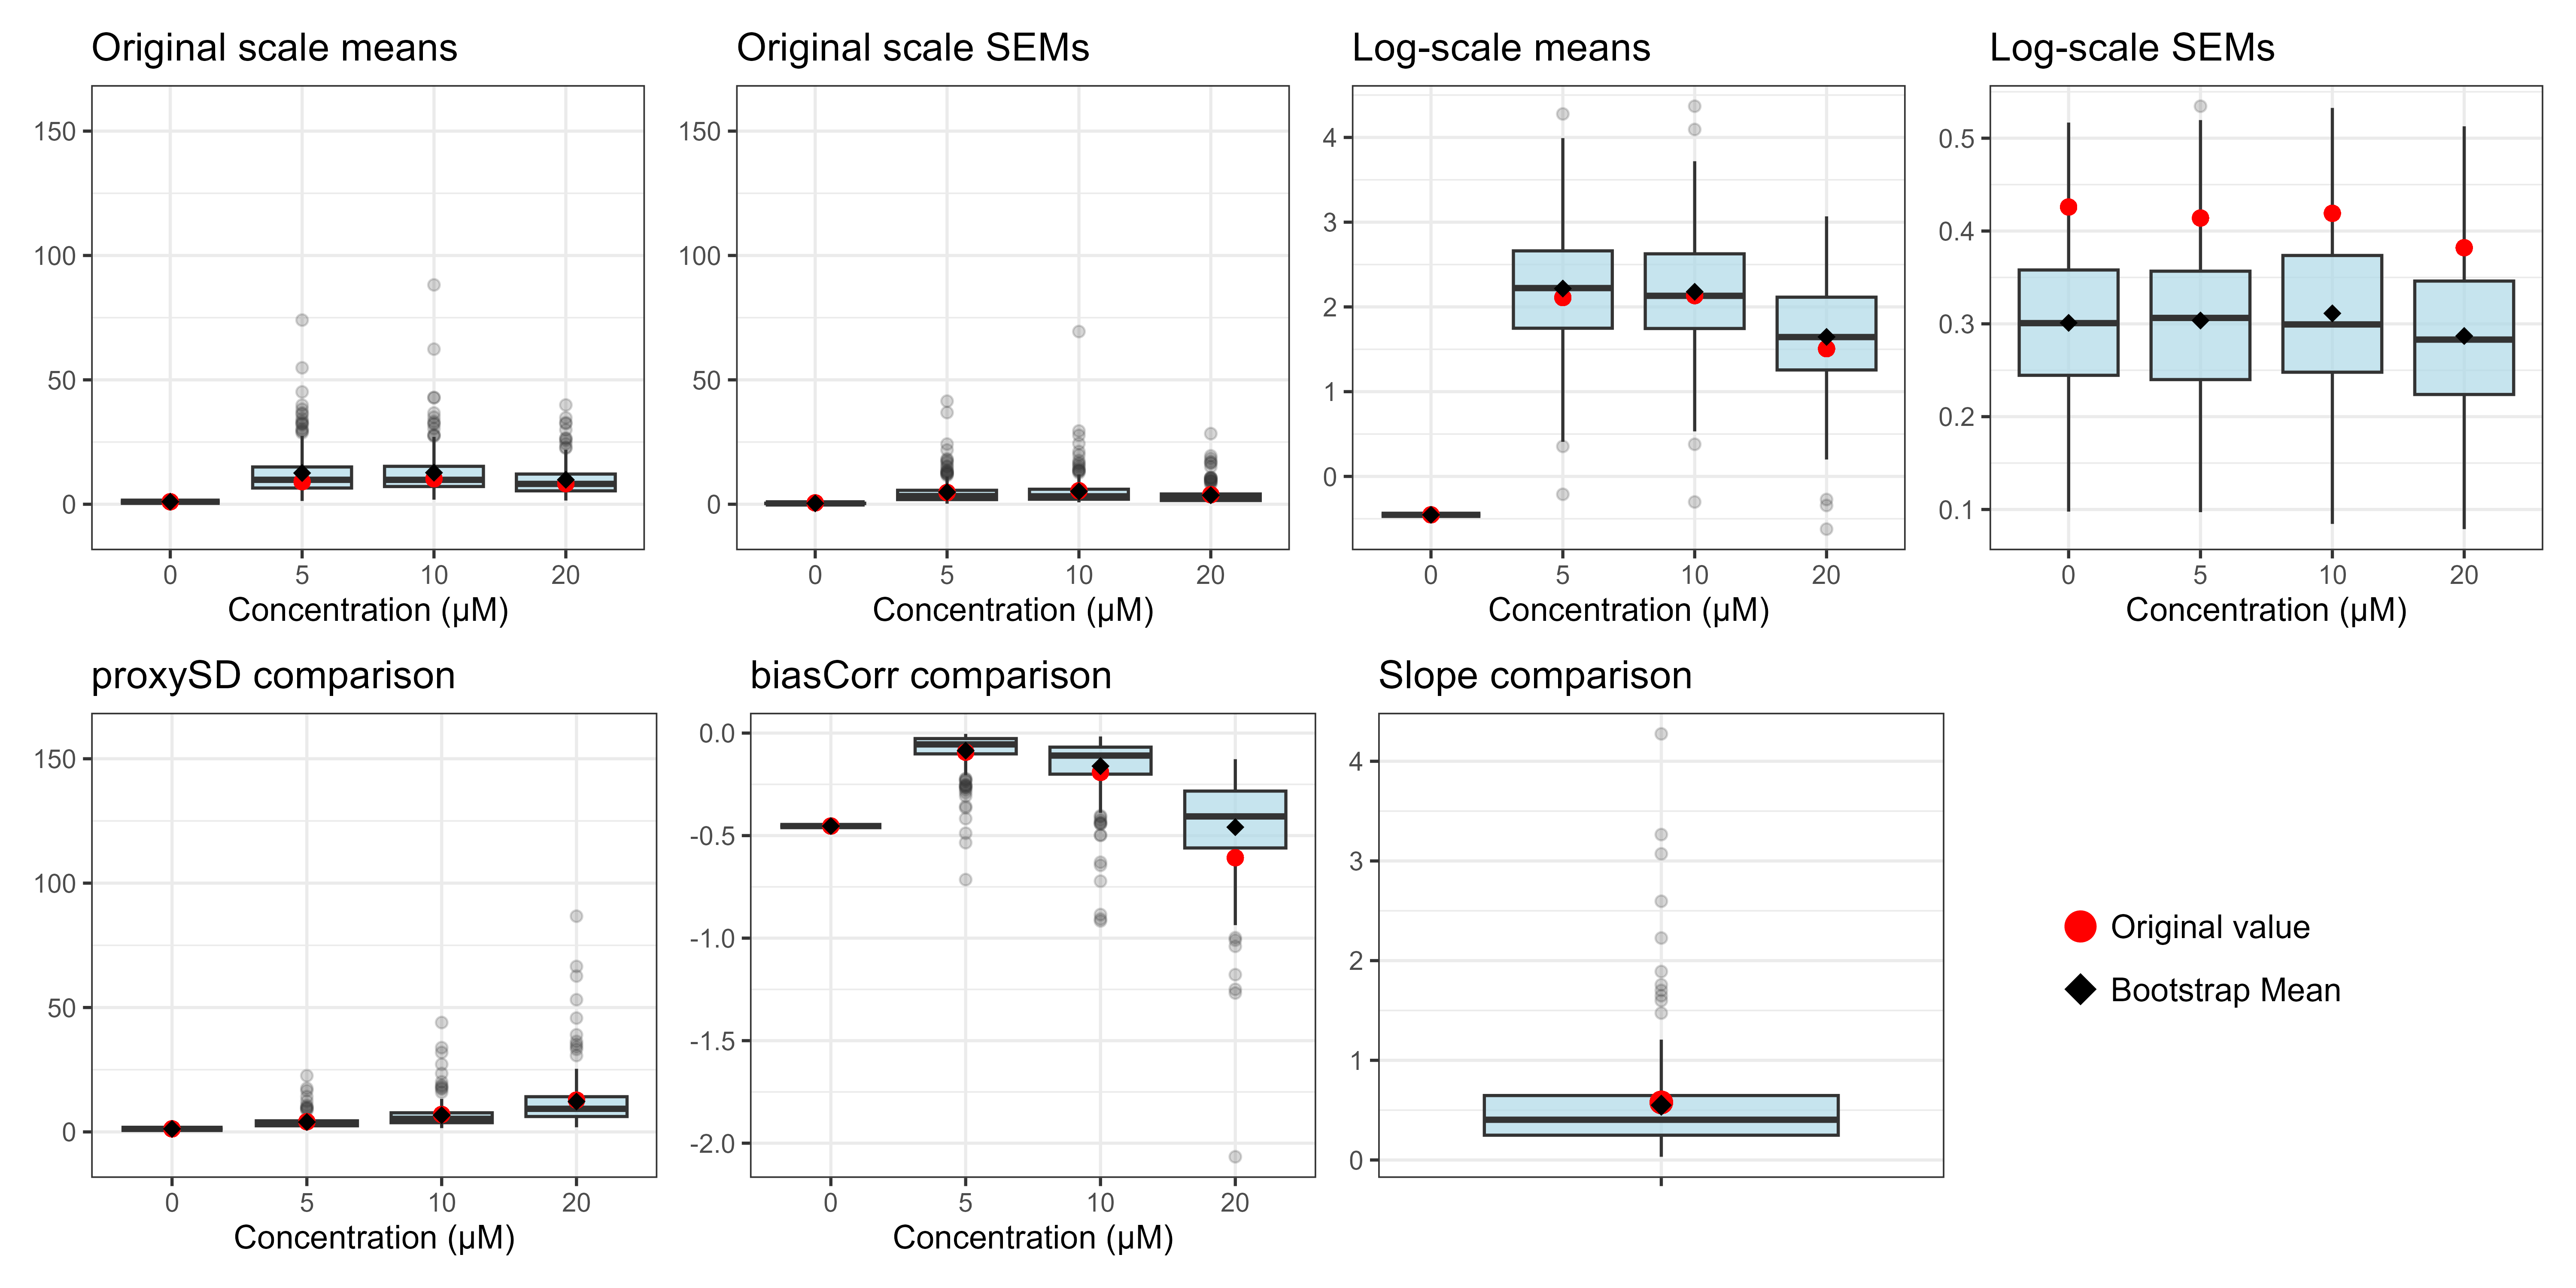 Original scale means
Original scale SEMs
Log-scale means
Log-scale SEMs
150
100
50
0
0 5 10 20
Concentration (µM)
150
100
50
0
0 5 10 20
Concentration (µM)
4
3
2
1
0
0 5 10 20
Concentration (µM)
0.5
0.4
0.3
0.2
0.1
0 5 10 20
Concentration (µM)
proxySD comparison
biasCorr comparison
Slope comparison
150
100
50
0
0 5 10 20
Concentration (µM)
0.0
-0.5
-1.0
-1.5
-2.0
0 5 10 20
Concentration (µM)
4
3
2
1
0
Original value
Bootstrap Mean